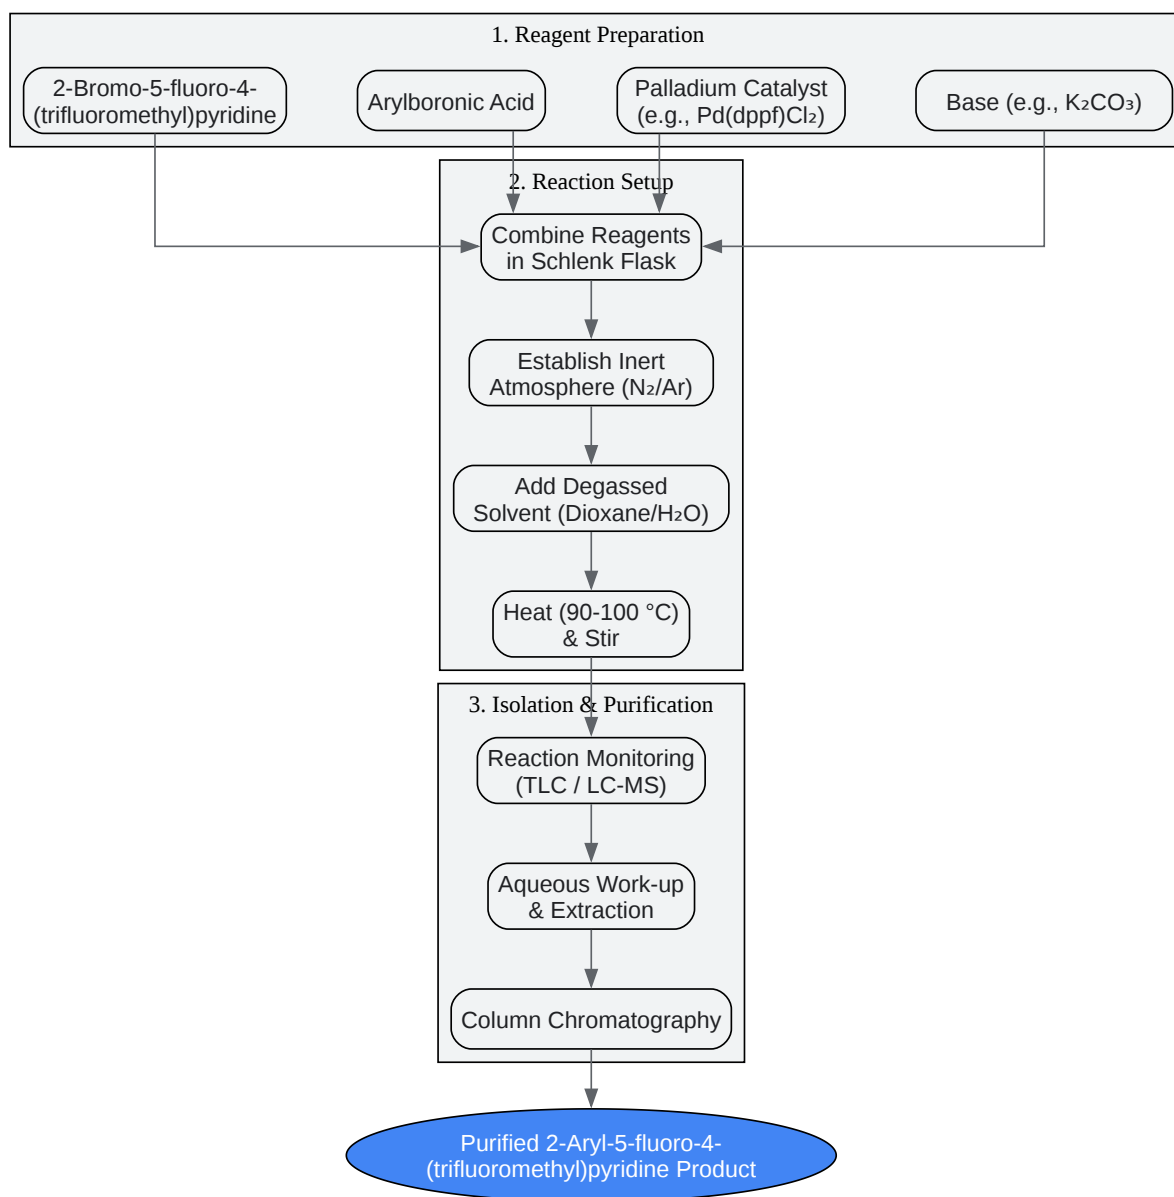 1. Reagent Preparation
2-Bromo-5-fluoro-4-
(trifluoromethyl)pyridine
Arylboronic Acid
Palladium Catalyst
(e.g., Pd(dppf)Cl₂)
Base (e.g., K₂CO₃)
2. Reaction Setup
Combine Reagents
in Schlenk Flask
Establish Inert
Atmosphere (N₂/Ar)
Add Degassed
Solvent (Dioxane/H₂O)
Heat (90-100 °C)
& Stir
3. Isolation & Purification
Reaction Monitoring
(TLC / LC-MS)
Aqueous Work-up
& Extraction
Column Chromatography
Purified 2-Aryl-5-fluoro-4-
(trifluoromethyl)pyridine Product